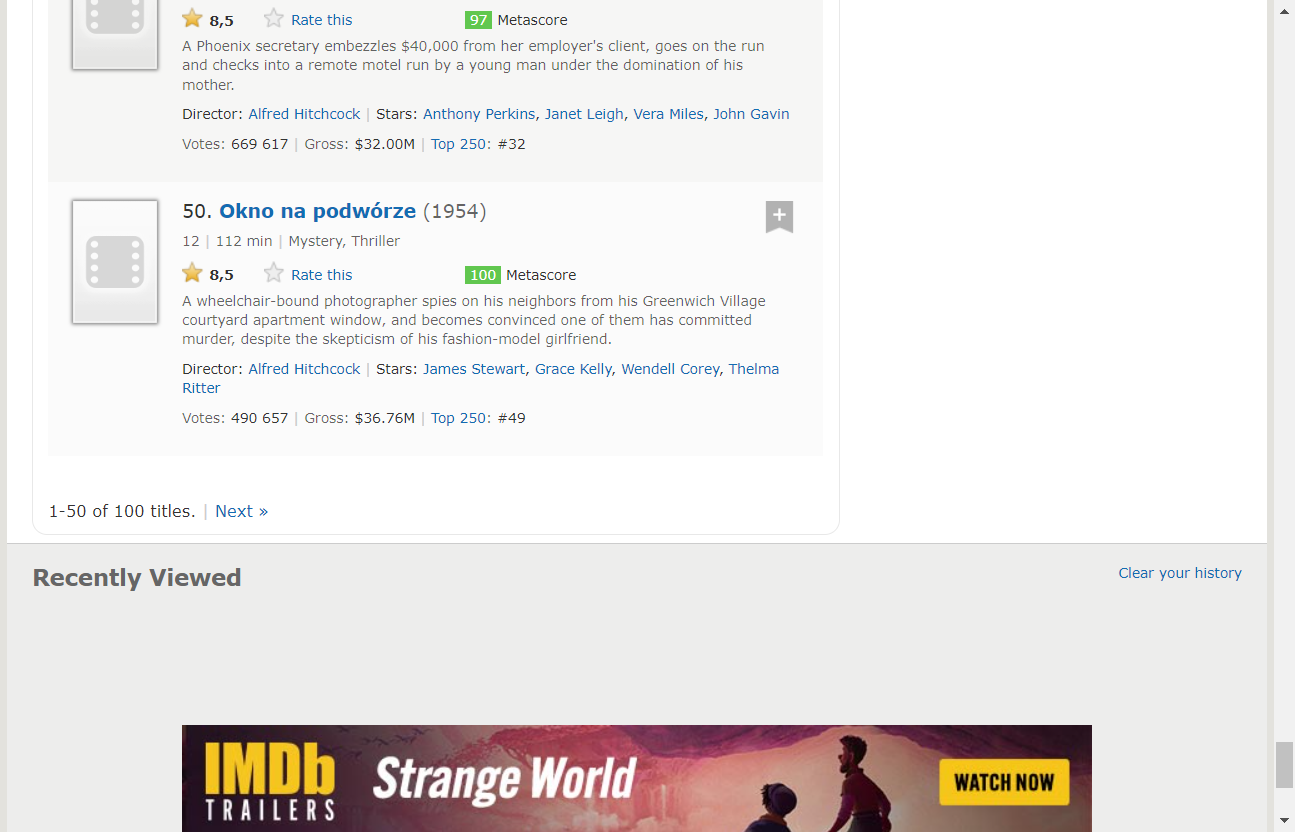 8,5 Rate this 97 Metascore
A Phoenix secretary embezzles $40,000 from her employer's client, goes on the run
and checks into a remote motel run by a young man under the domination of his
mother.
Director: Alfred Hitchcock | Stars: Anthony Perkins, Janet Leigh, Vera Miles, John Gavin
Votes: 669 617 | Gross: $32.00M | Top 250: #32
50. Okno na podwórze (1954)
12 | 112 min | Mystery, Thriller
8,5 Rate this 100 Metascore
A wheelchair-bound photographer spies on his neighbors from his Greenwich Village
courtyard apartment window, and becomes convinced one of them has committed
murder, despite the skepticism of his fashion-model girlfriend.
Director: Alfred Hitchcock | Stars: James Stewart, Grace Kelly, Wendell Corey, Thelma
Ritter
Votes: 490 657 | Gross: $36.76M | Top 250: #49
1-50 of 100 titles. | Next »
Recently Viewed
Clear your history
IMDb
TRAILERS
Strange World
WATCH NOW